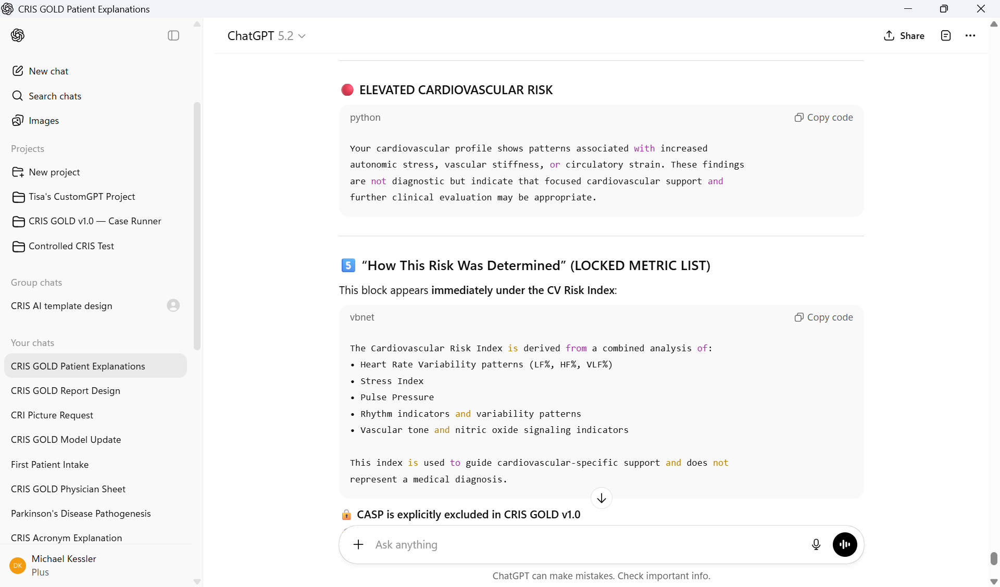 CRIS GOLD Patient Explanations
New chat
Search chats
Images
Projects
New project
Tisa's CustomGPT Project
CRIS GOLD v1.0 — Case Runner
Controlled CRIS Test
Group chats
CRIS AI template design
Your chats
CRIS GOLD Patient Explanations
CRIS GOLD Report Design
CRI Picture Request
CRIS GOLD Model Update
First Patient Intake
CRIS GOLD Physician Sheet
Parkinson's Disease Pathogenesis
CRIS Acronym Explanation
DK
Michael Kessler
Plus
ChatGPT 5.2
Share
ELEVATED CARDIOVASCULAR RISK
python
Copy code
Your cardiovascular profile shows patterns associated with increased
autonomic stress, vascular stiffness, or circulatory strain. These findings
are not diagnostic but indicate that focused cardiovascular support and
further clinical evaluation may be appropriate.
5 “How This Risk Was Determined” (LOCKED METRIC LIST)
This block appears immediately under the CV Risk Index:
vbnet
Copy code
The Cardiovascular Risk Index is derived from a combined analysis of:
• Heart Rate Variability patterns (LF%, HF%, VLF%)
• Stress Index
• Pulse Pressure
• Rhythm indicators and variability patterns
• Vascular tone and nitric oxide signaling indicators
This index is used to guide cardiovascular-specific support and does not
represent a medical diagnosis.
CASP is explicitly excluded in CRIS GOLD v1.0
Ask anything
ChatGPT can make mistakes. Check important info.